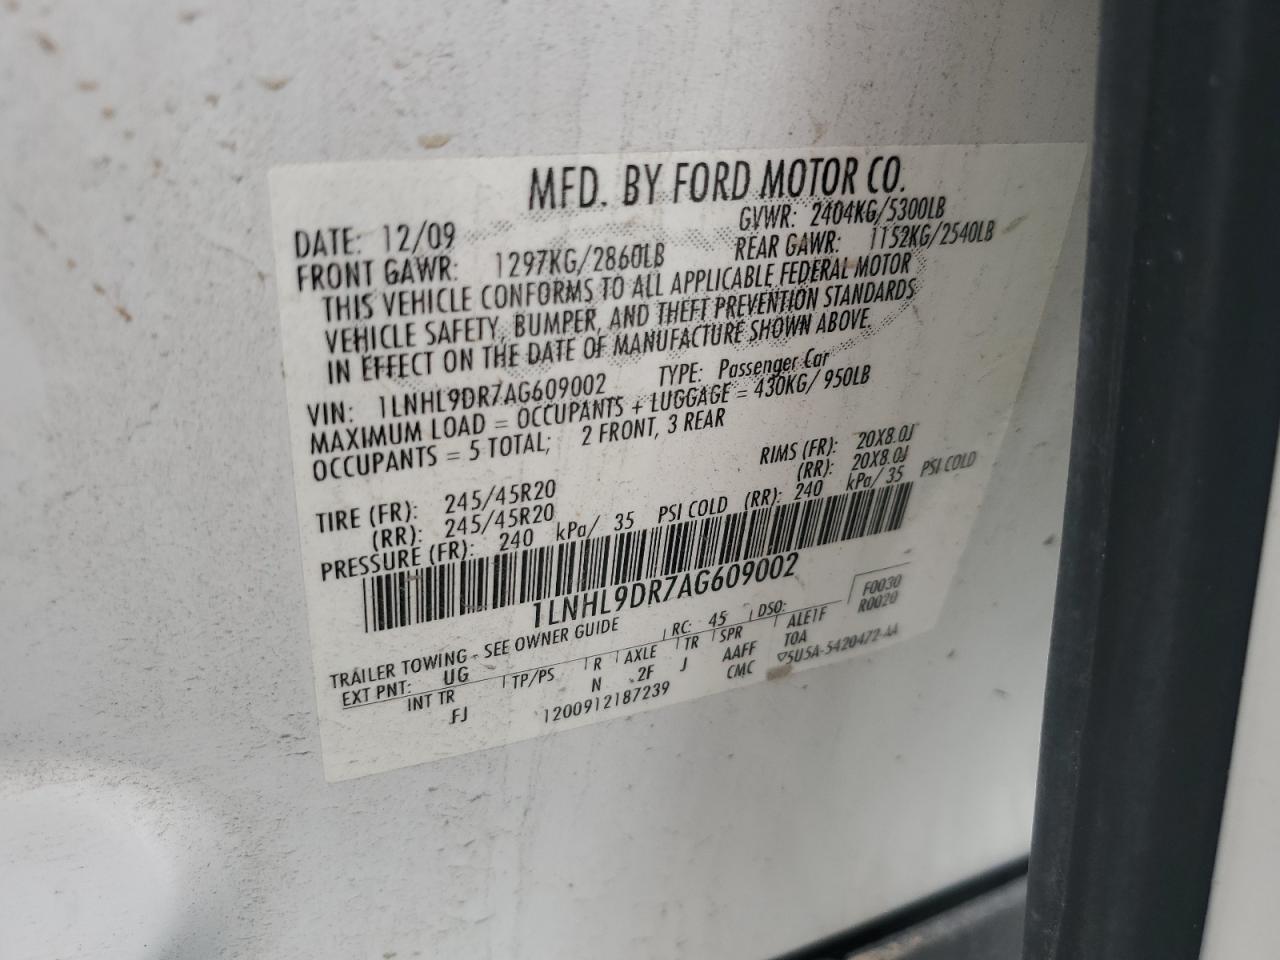 MFD. BY FORD MOTOR CO.
DATE: 12/09 GVWR: 2404KG/5300LB
FRONT GAWR: 1297KG/2860LB REAR GAWR: 1152KG/2540LB
THIS VEHICLE CONFORMS TO ALL APPLICABLE FEDERAL MOTOR
VEHICLE SAFETY, BUMPER, AND THEFT PREVENTION STANDARDS
IN EFFECT ON THE DATE OF MANUFACTURE SHOWN ABOVE.
VIN: 1LNHL9DR7AG609002 TYPE: Passenger Car
MAXIMUM LOAD = OCCUPANTS + LUGGAGE = 430KG/ 950LB
OCCUPANTS = 5 TOTAL; 2 FRONT, 3 REAR
TIRE (FR): 245/45R20 RIMS (FR): 20X8.0J
(RR): 245/45R20 (RR): 20X8.0J
PRESSURE (FR): 240 kPa/ 35 PSI COLD (RR): 240 kPa/ 35 PSI COLD
1LNHL9DR7AG609002
TRAILER TOWING - SEE OWNER GUIDE
EXT PNT: UG RC: 45 DSO: F0030
R0020
INT TR TP/PS R AXLE TR SPR ALE1F
FJ N 2F J AAFF TOA
1200912187239 CMC ▽5U5A-5420472-AA